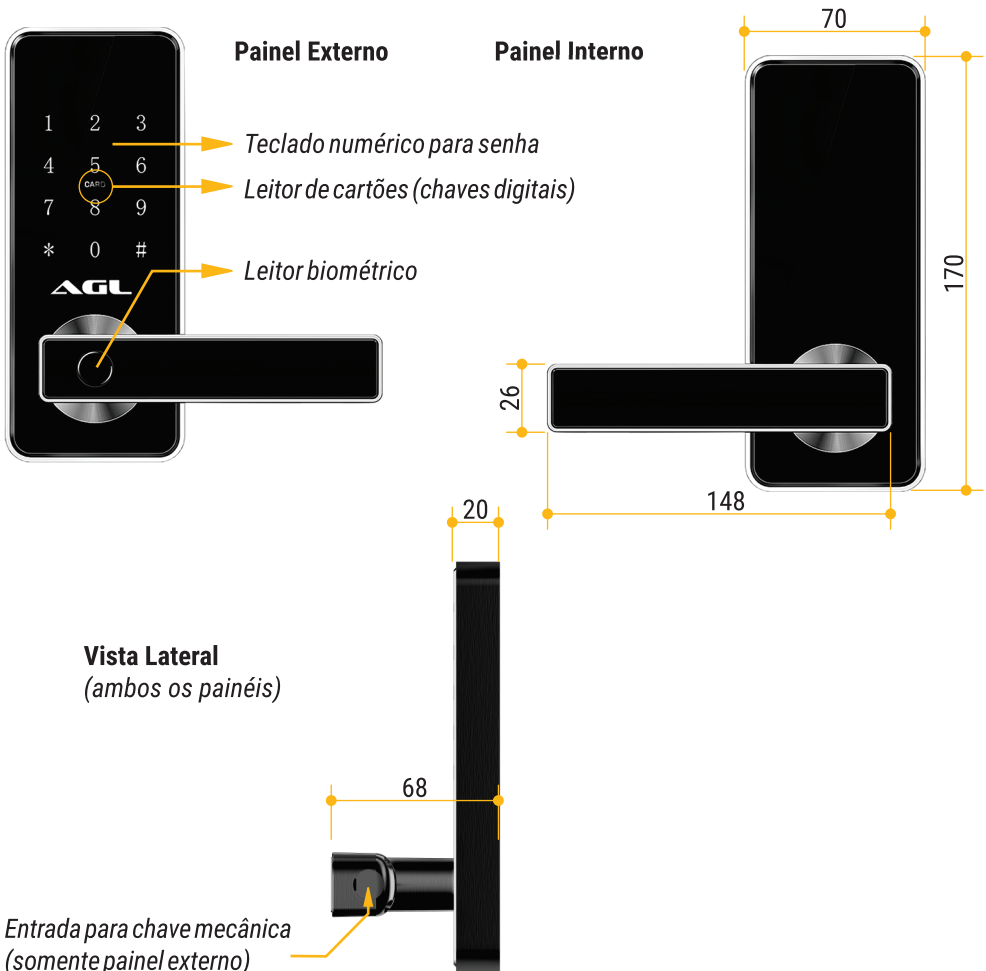 Painel Externo
Painel Interno
70
1 2 3
4 5 6
CARD
7 8 9
* 0 #
AGL
Teclado numérico para senha
Leitor de cartões (chaves digitais)
Leitor biométrico
170
26
148
20
Vista Lateral
(ambos os painéis)
68
Entrada para chave mecânica
(somente painel externo)